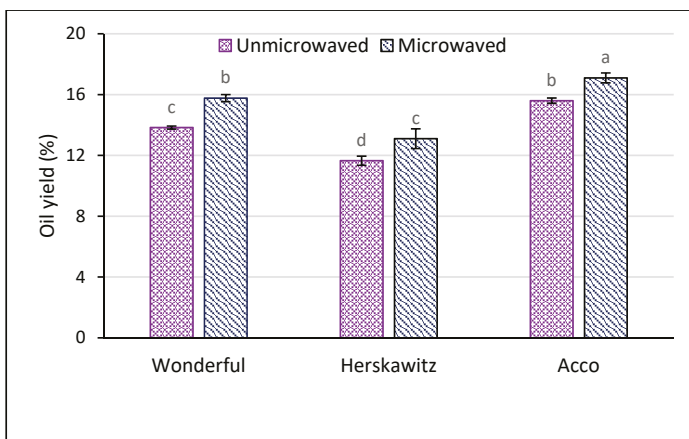 20
Unmicrowaved Microwaved
a
b
16
b
c
c
d
12
8
4
0
Oil yield (%)
Wonderful Herskawitz Acco